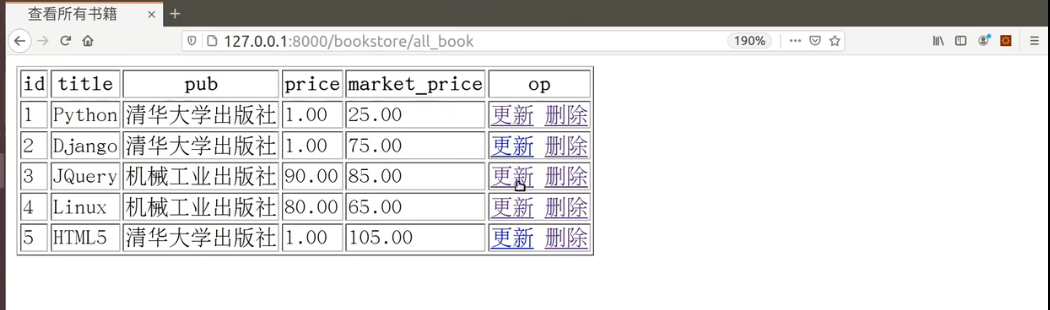 查看所有书籍
127.0.0.1:8000/bookstore/all_book 190%
id title pub price market_price op
1 Python 清华大学出版社 1.00 25.00 更新 删除
2 Django 清华大学出版社 1.00 75.00 更新 删除
3 JQuery 机械工业出版社 90.00 85.00 更新 删除
4 Linux 机械工业出版社 80.00 65.00 更新 删除
5 HTML5 清华大学出版社 1.00 105.00 更新 删除